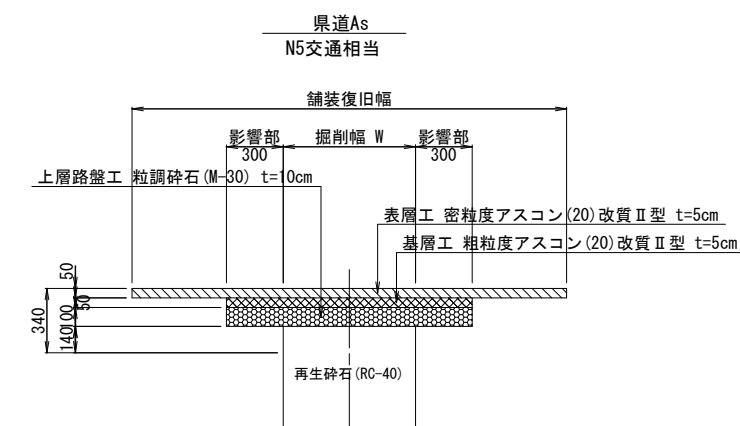 県道As
N5交通相当
舗装復旧幅
影響部 掘削幅 W 影響部
300 300
上層路盤工 粒調砕石(M-30) t=10cm
表層工 密粒度アスコン(20)改質Ⅱ型 t=5cm
基層工 粗粒度アスコン(20)改質Ⅱ型 t=5cm
50
50
100
140
340
再生砕石(RC-40)